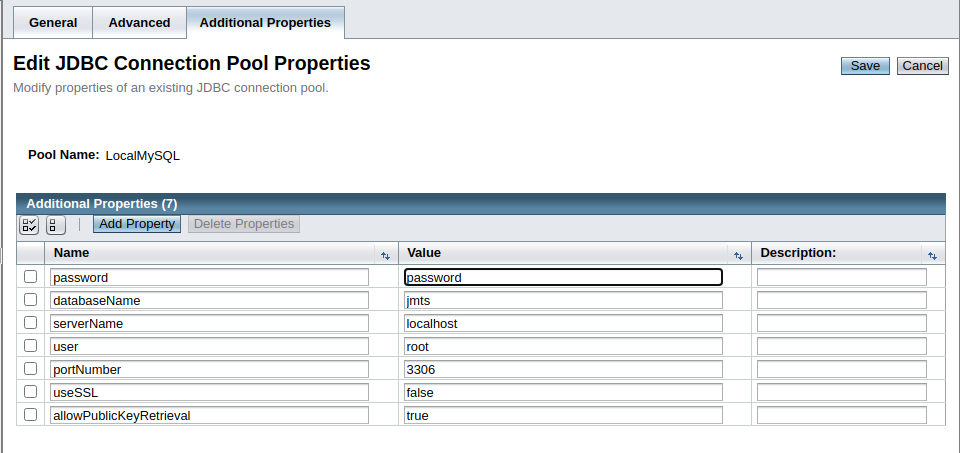 General Advanced Additional Properties
Edit JDBC Connection Pool Properties
Save Cancel
Modify properties of an existing JDBC connection pool.
Pool Name: LocalMySQL
Additional Properties (7)
Add Property Delete Properties
Name Value Description:
password password
databaseName jmts
serverName localhost
user root
portNumber 3306
useSSL false
allowPublicKeyRetrieval true